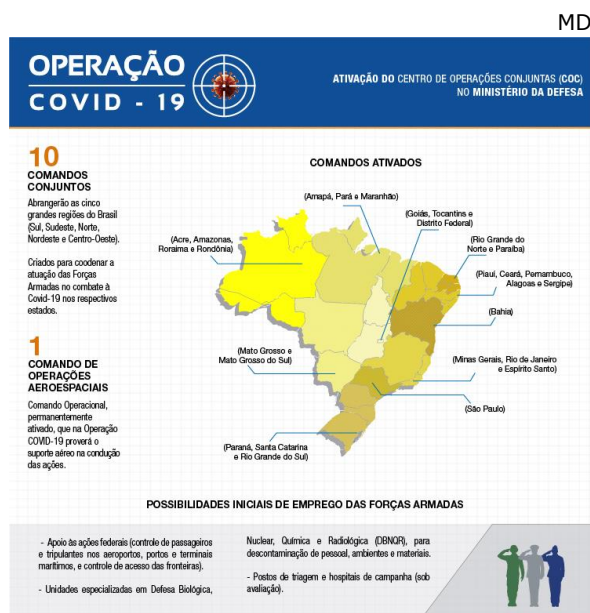 MD
OPERAÇÃO
COVID - 19
ATIVAÇÃO DO CENTRO DE OPERAÇÕES CONJUNTAS (COC)
NO MINISTÉRIO DA DEFESA
10
COMANDOS
CONJUNTOS
Abrangerão as cinco
grandes regiões do Brasil
(Sul, Sudeste, Norte,
Nordeste e Centro-Oeste).
Criados para coodenar a
atuação das Forças
Armadas no combate à
Covid-19 nos respectivos
estados.
1
COMANDO DE
OPERAÇÕES
AEROESPACIAIS
Comando Operacional,
permanentemente
ativado, que na Operação
COVID-19 proverá o
suporte aéreo na condução
das ações.
COMANDOS ATIVADOS
(Amapá, Pará e Maranhão)
(Goiás, Tocantins e
Distrito Federal)
(Acre, Amazonas,
Roraima e Rondônia)
(Rio Grande do
Norte e Paraíba)
(Piauí, Ceará, Pernambuco,
Alagoas e Sergipe)
(Bahia)
(Mato Grosso e
Mato Grosso do Sul)
(Minas Gerais, Rio de Janeiro
e Espírito Santo)
(São Paulo)
(Paraná, Santa Catarina
e Rio Grande do Sul)
POSSIBILIDADES INICIAIS DE EMPREGO DAS FORÇAS ARMADAS
- Apoio às ações federais (controle de passageiros
e tripulantes nos aeroportos, portos e terminais
marítimos, e controle de acesso das fronteiras).
- Unidades especializadas em Defesa Biológica,
Nuclear, Química e Radiológica (DBNQR), para
descontaminação de pessoal, ambientes e materiais.
- Postos de triagem e hospitais de campanha (sob
avaliação).